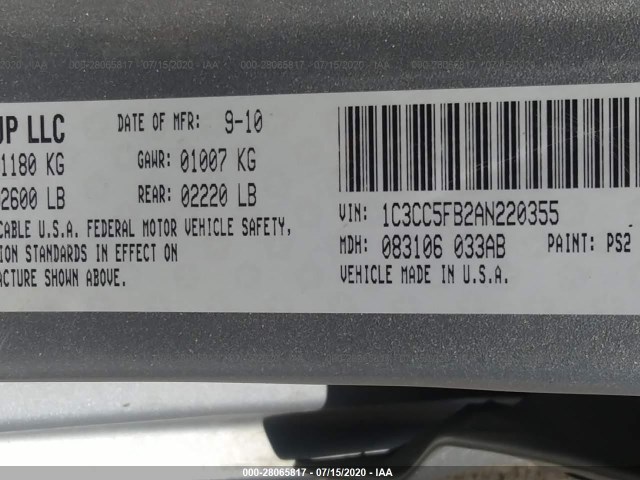 000-28065817 - 07/15/2020 - IAA
UP LLC
DATE OF MFR: 9-10
1180 KG
GAWR: 01007 KG
2600 LB
REAR: 02220 LB
CABLE U.S.A. FEDERAL MOTOR VEHICLE SAFETY,
ION STANDARDS IN EFFECT ON
ACTURE SHOWN ABOVE.
VIN: 1C3CC5FB2AN220355
MDH: 083106 033AB
PAINT: PS2
VEHICLE MADE IN U.S.A.
000-28065817 - 07/15/2020 - IAA